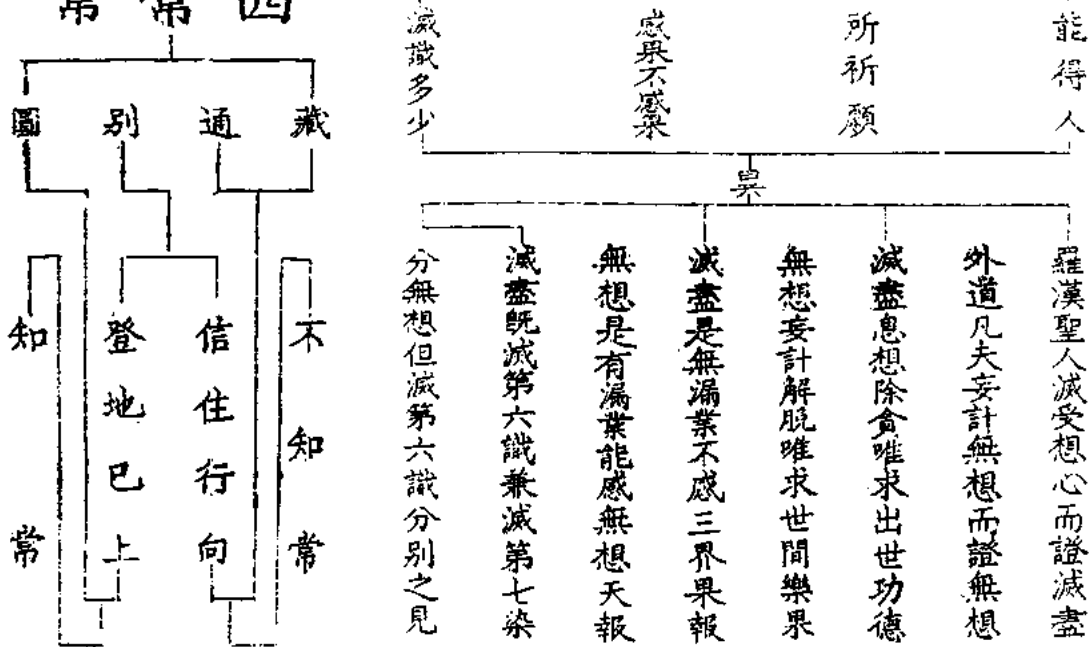 能得人
所祈願
感果不感果
滅識多少
異
羅漢聖人滅受想心而證滅盡
外道凡夫妄計無想而證無想
滅盡息想除貪唯求出世功德
無想妄計解脫唯求世間樂果
滅盡是無漏業不感三界果報
無想是有漏業能感無想天報
滅盡既滅第六識兼滅第七染
分無想但滅第六識分別之見
四
常
常
藏
通
別
圓
不知常
信住行向
登地已上
知常